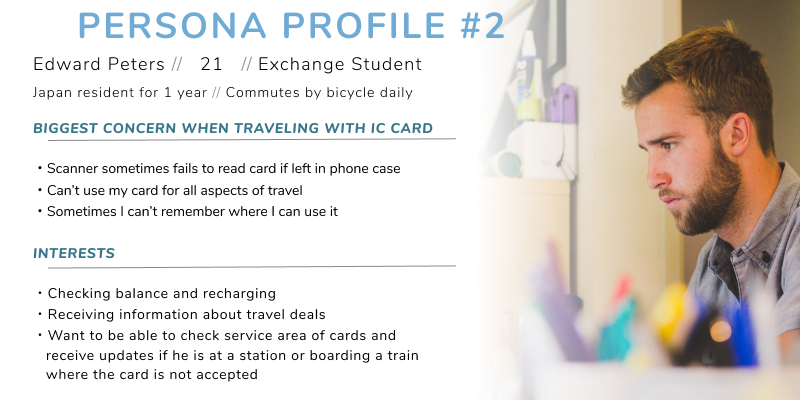 PERSONA PROFILE #2
Edward Peters // 21 // Exchange Student
Japan resident for 1 year // Commutes by bicycle daily
BIGGEST CONCERN WHEN TRAVELING WITH IC CARD
• Scanner sometimes fails to read card if left in phone case
• Can't use my card for all aspects of travel
• Sometimes I can't remember where I can use it
INTERESTS
• Checking balance and recharging
• Receiving information about travel deals
• Want to be able to check service area of cards and
receive updates if he is at a station or boarding a train
where the card is not accepted